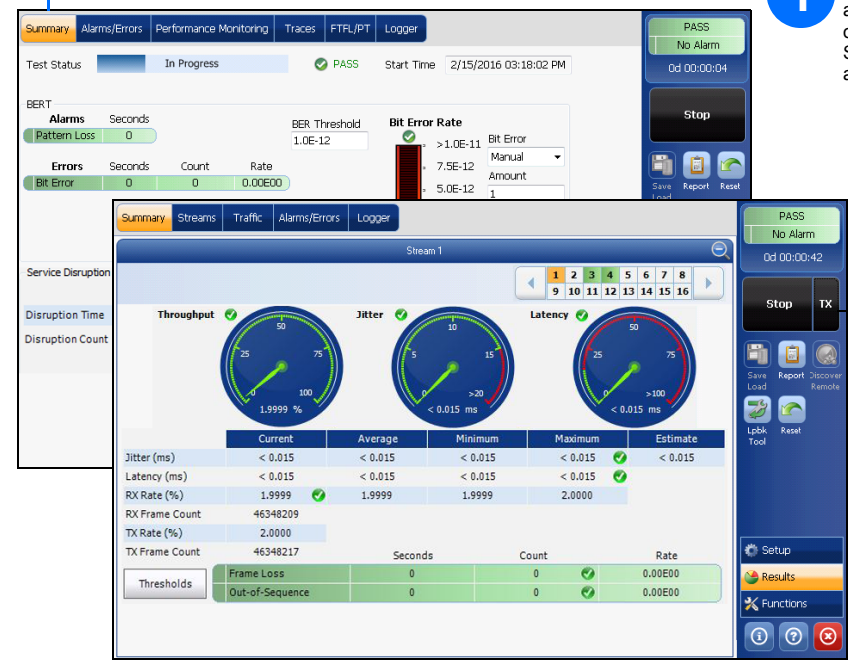 Summary Alarms/Errors Performance Monitoring Traces FTFL/PT Logger
Test Status In Progress PASS Start Time 2/15/2016 03:18:02 PM
BERT
Alarms Seconds
Pattern Loss 0
Errors Seconds Count Rate
Bit Error 0 0 0.00E00
BER Threshold
1.0E-12
Bit Error Rate
>1.0E-11
7.5E-12
5.0E-12
Bit Error
Manual
Amount
1
Service Disruption
Disruption Time
Disruption Count
PASS
No Alarm
0d 00:00:04
Stop
Save Load Report Reset
1
Summary Streams Traffic Alarms/Errors Logger
Stream 1
1 2 3 4 5 6 7 8
9 10 11 12 13 14 15 16
Throughput
0 25 50 75 100
1.9999 %
Jitter
0 5 10 15 >20
< 0.015 ms
Latency
0 25 50 75 >100
< 0.015 ms
Current Average Minimum Maximum Estimate
Jitter (ms) < 0.015 < 0.015 < 0.015 < 0.015 < 0.015
Latency (ms) < 0.015 < 0.015 < 0.015 < 0.015
RX Rate (%) 1.9999 1.9999 1.9999 2.0000
RX Frame Count 46348209
TX Rate (%) 2.0000
TX Frame Count 46348217
Seconds Count Rate
Thresholds
Frame Loss 0 0 0.00E00
Out-of-Sequence 0 0 0.00E00
PASS
No Alarm
0d 00:00:42
Stop TX
Save Load Report Discover Remote
Lpbk Tool Reset
Setup
Results
Functions